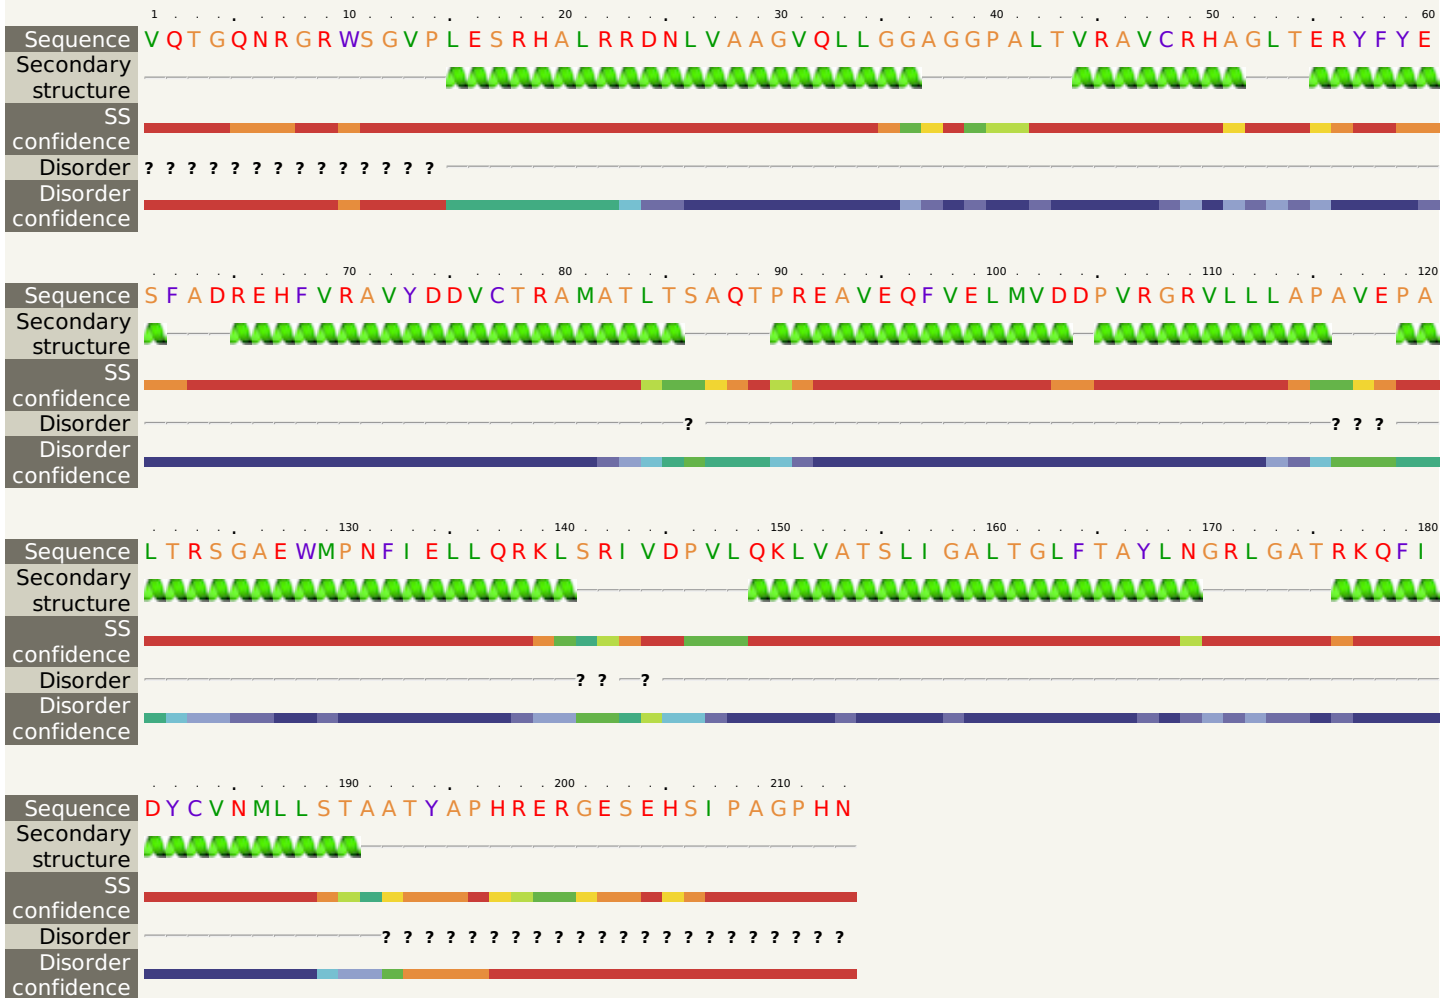 1 . . . . . . . . 10 . . . . . . . . . 20 . . . . . . . . . 30 . . . . . . . . . 40 . . . . . . . . . 50 . . . . . . . . . 60
Sequence V Q T G Q N R G R W S G V P L E S R H A L R R D N L V A A G V Q L L G G A G G P A L T V R A V C R H A G L T E R Y F Y E
Secondary
structure
SS
confidence
Disorder ? ? ? ? ? ? ? ? ? ? ? ? ? ?
Disorder
confidence
. . . . . . . . . 70 . . . . . . . . . 80 . . . . . . . . . 90 . . . . . . . . . 100 . . . . . . . . . 110 . . . . . . . . . 120
Sequence S F A D R E H F V R A V Y D D V C T R A M A T L T S A Q T P R E A V E Q F V E L M V D D P V R G R V L L L A P A V E P A
Secondary
structure
SS
confidence
Disorder ? ? ? ?
Disorder
confidence
. . . . . . . . . 130 . . . . . . . . . 140 . . . . . . . . . 150 . . . . . . . . . 160 . . . . . . . . . 170 . . . . . . . . . 180
Sequence L T R S G A E W M P N F I E L L Q R K L S R I V D P V L Q K L V A T S L I G A L T G L F T A Y L N G R L G A T R K Q F I
Secondary
structure
SS
confidence
Disorder ? ? ?
Disorder
confidence
. . . . . . . . . 190 . . . . . . . . . 200 . . . . . . . . . 210 . . .
Sequence D Y C V N M L L S T A A T Y A P H R E R G E S E H S I P A G P H N
Secondary
structure
SS
confidence
Disorder ? ? ? ? ? ? ? ? ? ? ? ? ? ? ? ? ? ? ? ? ? ?
Disorder
confidence